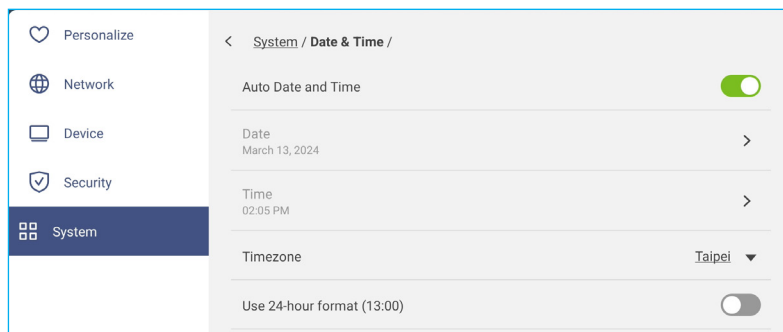 Personalize
Network
Device
Security
System
System / Date & Time /
Auto Date and Time
Date
March 13, 2024
Time
02:05 PM
Timezone
Taipei
Use 24-hour format (13:00)